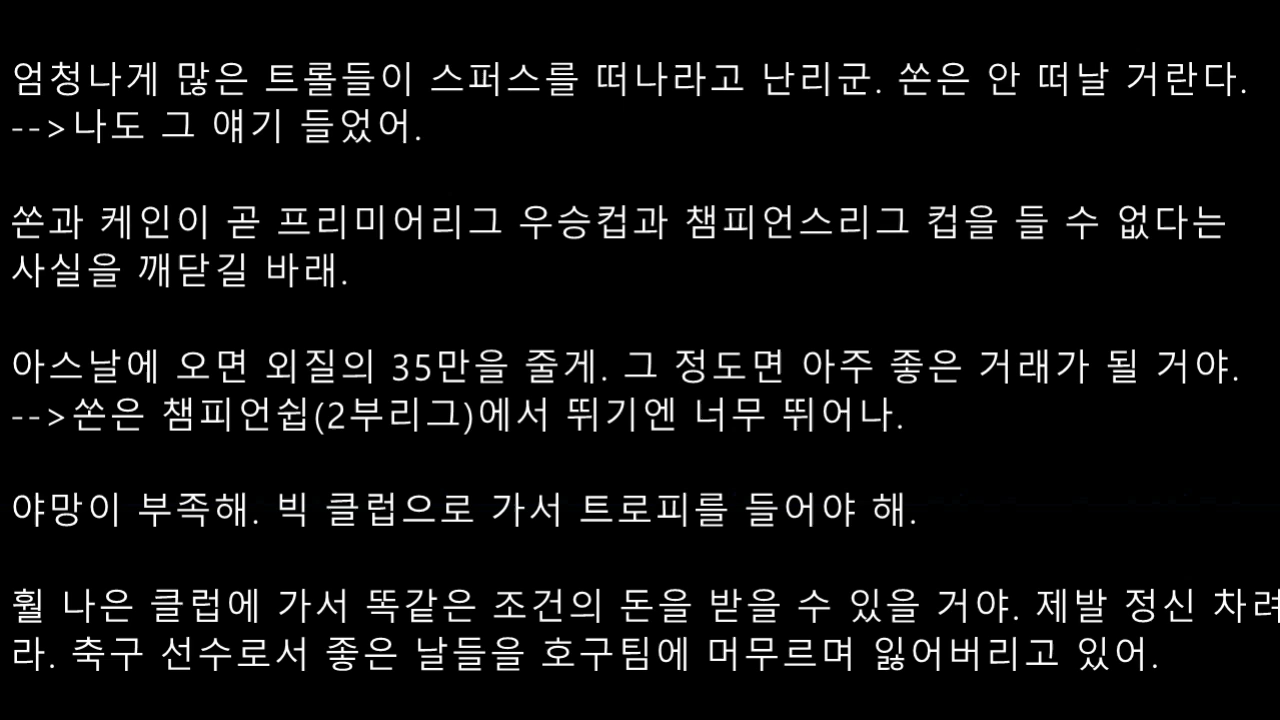 엄청나게 많은 트롤들이 스퍼스를 떠나라고 난리군. 쏜은 안 떠날 거란다.
-->나도 그 얘기 들었어.
쏜과 케인이 곧 프리미어리그 우승컵과 챔피언스리그 컵을 들 수 없다는
사실을 깨닫길 바래.
아스날에 오면 외질의 35만을 줄게. 그 정도면 아주 좋은 거래가 될 거야.
-->쏜은 챔피언쉽(2부리그)에서 뛰기엔 너무 뛰어나.
야망이 부족해. 빅 클럽으로 가서 트로피를 들어야 해.
훨 나은 클럽에 가서 똑같은 조건의 돈을 받을 수 있을 거야. 제발 정신 차려
라. 축구 선수로서 좋은 날들을 호구팀에 머무르며 잃어버리고 있어.